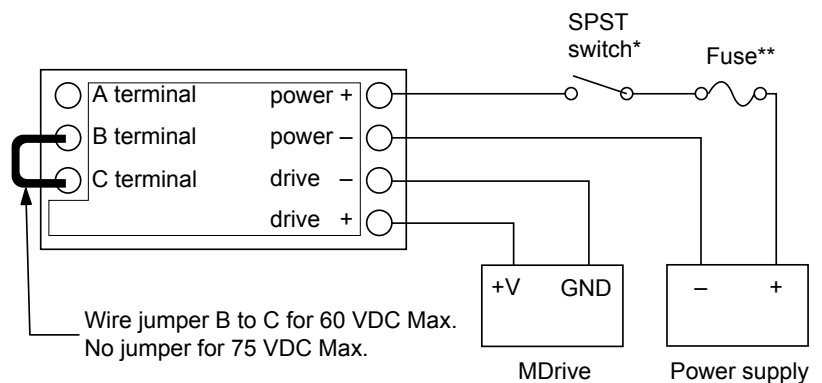 SPST
switch*
Fuse**
A terminal power +
B terminal power –
C terminal drive –
drive +
+V GND
– +
Wire jumper B to C for 60 VDC Max.
No jumper for 75 VDC Max.
MDrive
Power supply